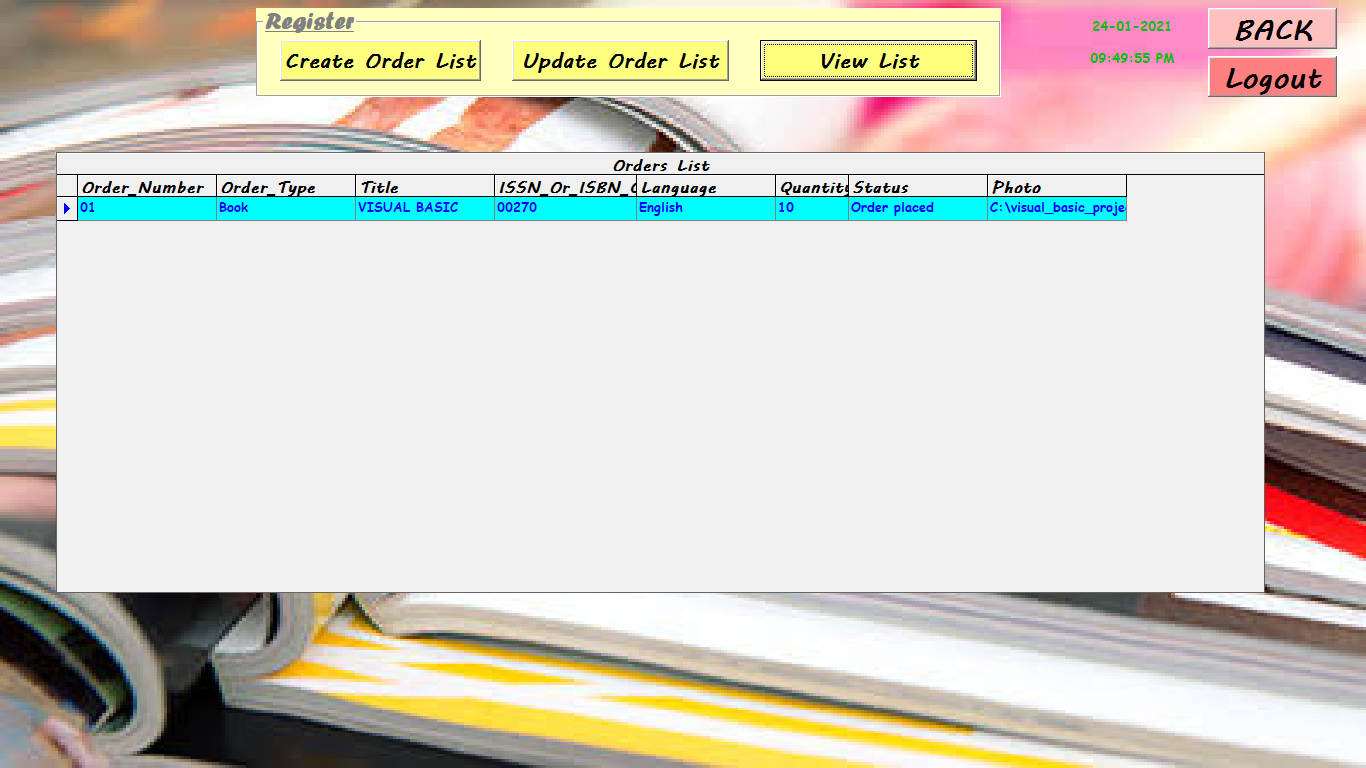 Register
Create Order List Update Order List View List
24-01-2021
09:49:55 PM
BACK
Logout
Orders List
Order_Number Order_Type Title ISSN_Or_ISBN_ Language Quantity Status Photo
01 Book VISUAL BASIC 00270 English 10 Order placed C:\visual_basic_proje